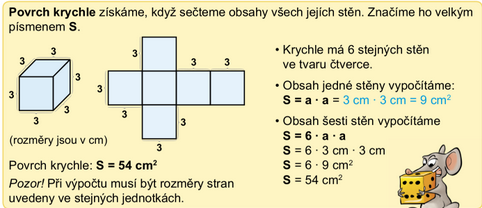 Povrch krychle získáme, když sečteme obsahy všech jejích stěn. Značíme ho velkým
písmenem S.
3
3
3
3
3
3
3
3
3
3
3
3
(rozměry jsou v cm)
Povrch krychle: S = 54 cm²
Pozor! Při výpočtu musí být rozměry stran
uvedeny ve stejných jednotkách.
• Krychle má 6 stejných stěn
ve tvaru čtverce.
• Obsah jedné stěny vypočítáme:
S = a · a = 3 cm · 3 cm = 9 cm²
• Obsah šesti stěn vypočítáme
S = 6 · a · a
S = 6 · 3 cm · 3 cm
S = 6 · 9 cm²
S = 54 cm²